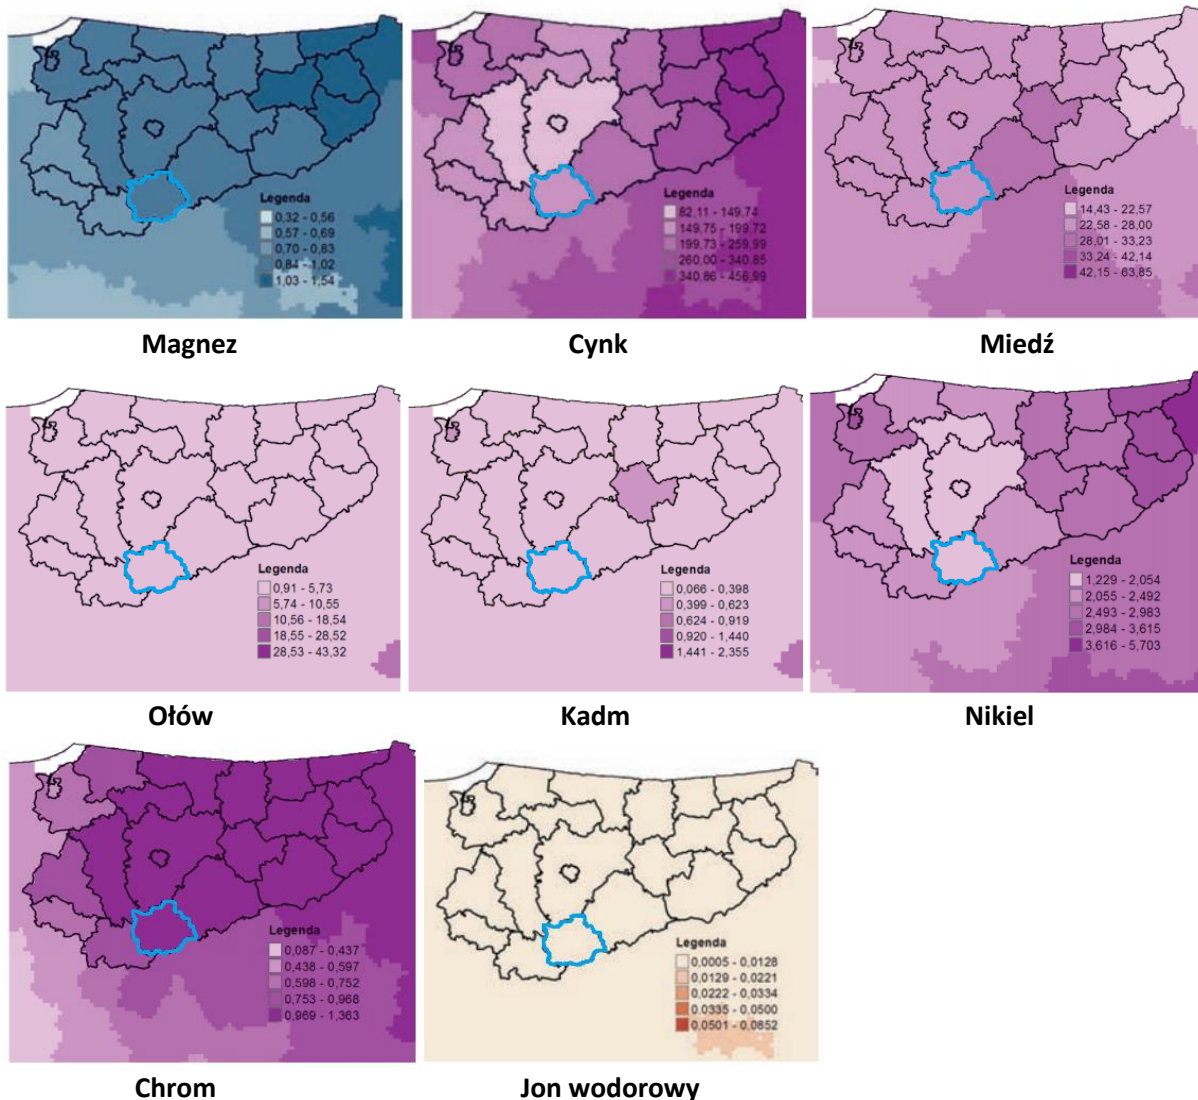 Legenda
0,32 - 0,56
0,57 - 0,69
0,70 - 0,83
0,84 - 1,02
1,03 - 1,54
Magnez
Legenda
82,11 - 149,74
149,75 - 199,72
199,73 - 259,99
260,00 - 340,85
340,86 - 456,99
Cynk
Legenda
14,43 - 22,57
22,58 - 28,00
28,01 - 33,23
33,24 - 42,14
42,15 - 63,85
Miedź
Legenda
0,91 - 5,73
5,74 - 10,55
10,56 - 18,54
18,55 - 28,52
28,53 - 43,32
Ołów
Legenda
0,066 - 0,398
0,399 - 0,623
0,624 - 0,919
0,920 - 1,440
1,441 - 2,355
Kadm
Legenda
1,229 - 2,054
2,055 - 2,492
2,493 - 2,983
2,984 - 3,615
3,616 - 5,703
Nikiel
Legenda
0,087 - 0,437
0,438 - 0,597
0,598 - 0,752
0,753 - 0,968
0,969 - 1,363
Chrom
Legenda
0,0005 - 0,0128
0,0129 - 0,0221
0,0222 - 0,0334
0,0335 - 0,0500
0,0501 - 0,0852
Jon wodorowy